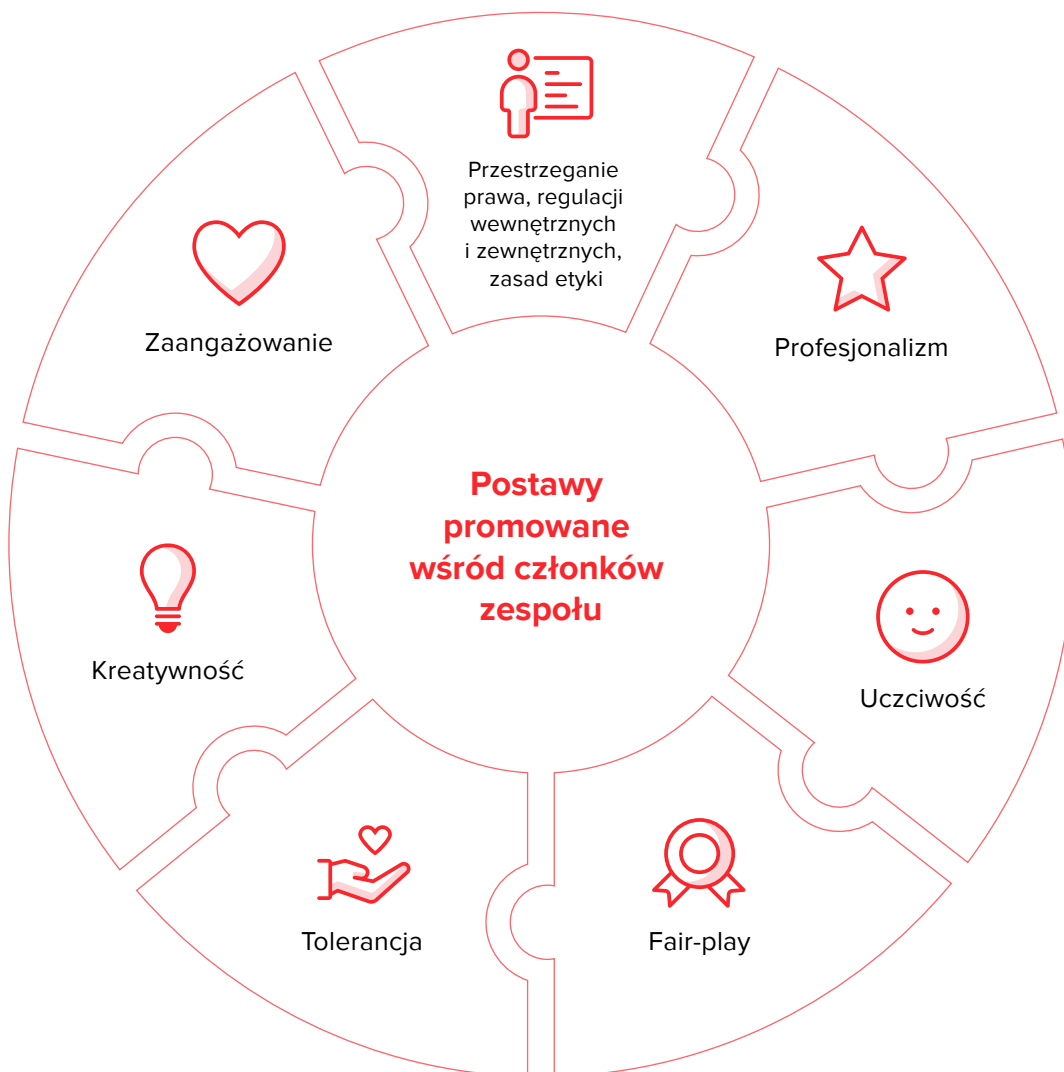 Przestrzeganie
prawa, regulacji
wewnętrznych
i zewnętrznych,
zasad etyki
Zaangażowanie
Profesjonalizm
Postawy
promowane
wśród członków
zespołu
Kreatywność
Uczciwość
Tolerancja
Fair-play